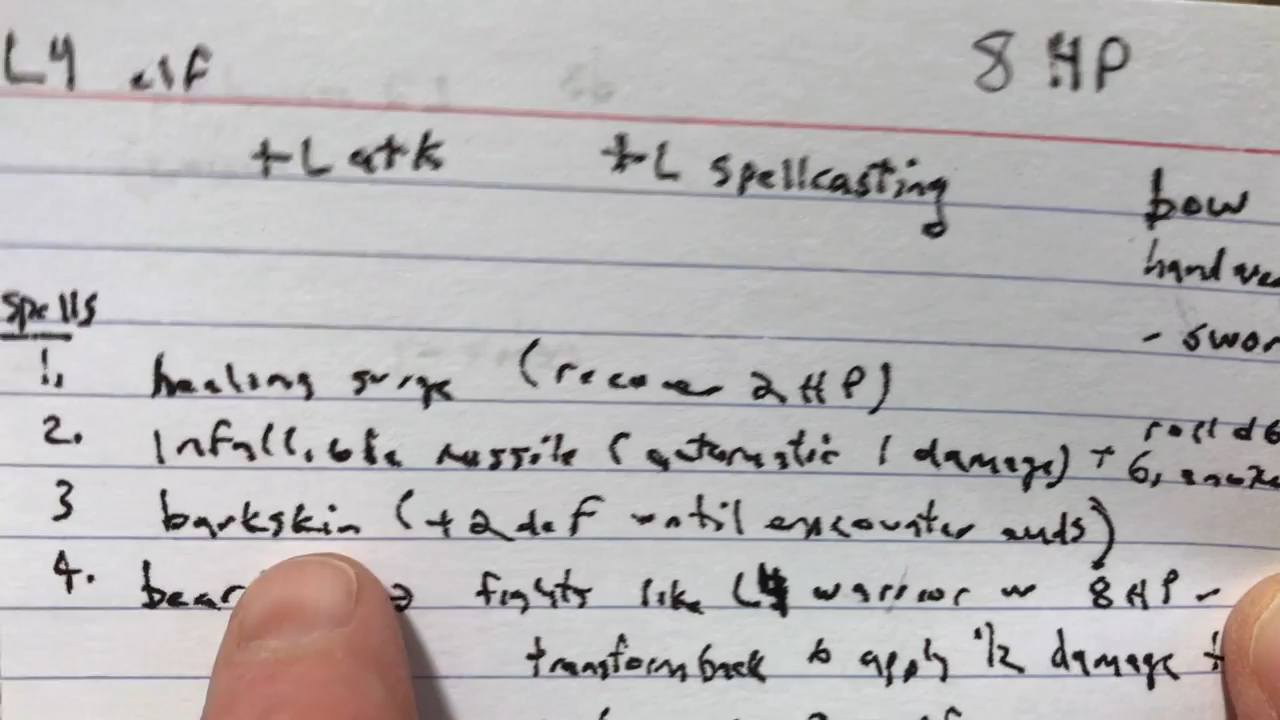 L4 elf 8 HP
+L atk +L spellcasting bow
hand
- swor
spells
1. healing surge (recover 2 HP)
2. Infallible missile (automatic 1 damage) + roll d6
6,
3 barkskin (+2 def until encounter ends)
4. bear fights like L4 warrior w 8 HP -
transform back to apply 1/2 damage t